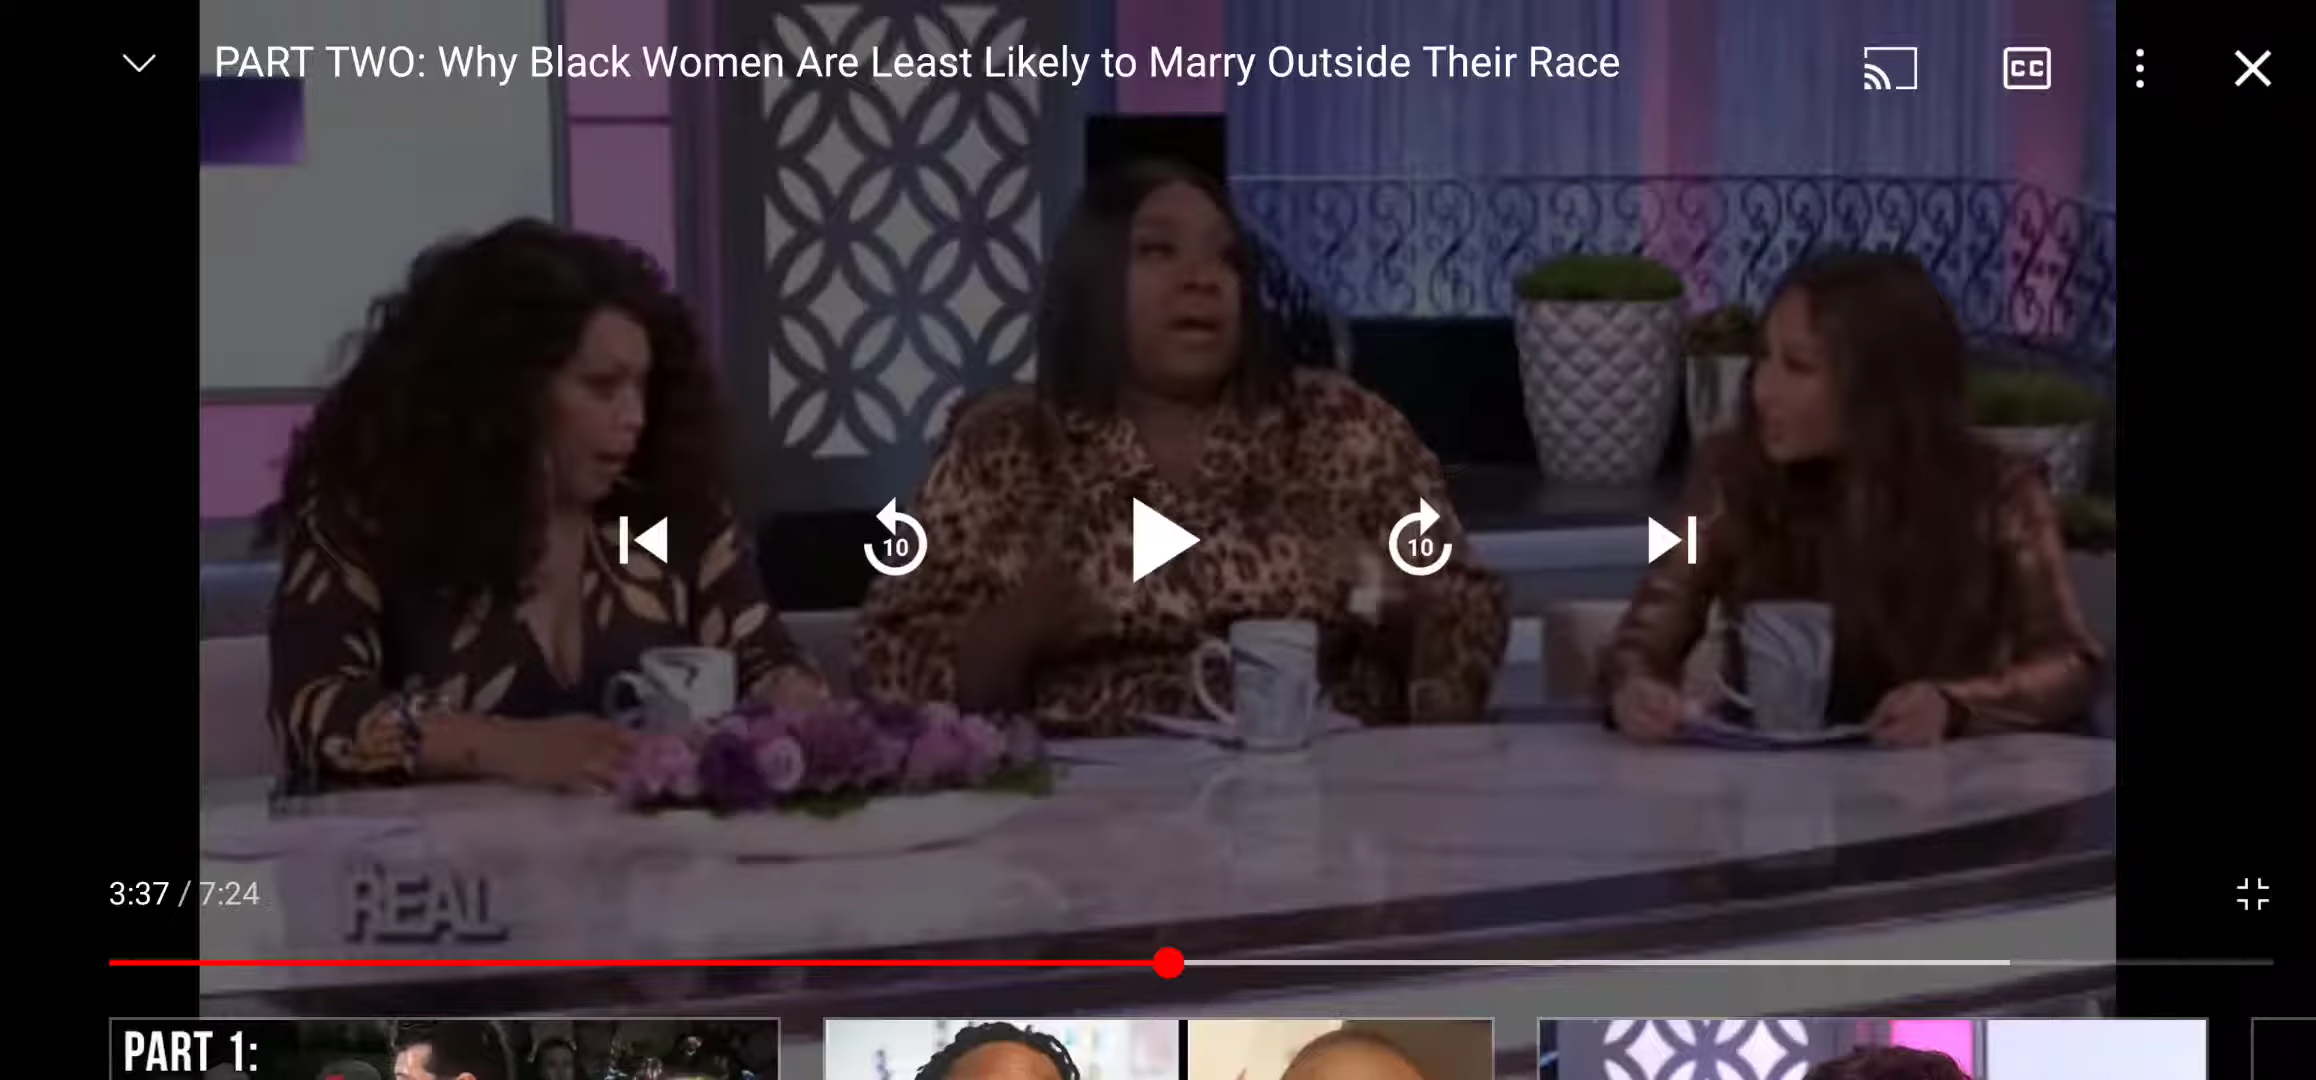 PART TWO: Why Black Women Are Least Likely to Marry Outside Their Race
CC
10
10
3:37 / 7:24
REAL
PART 1: